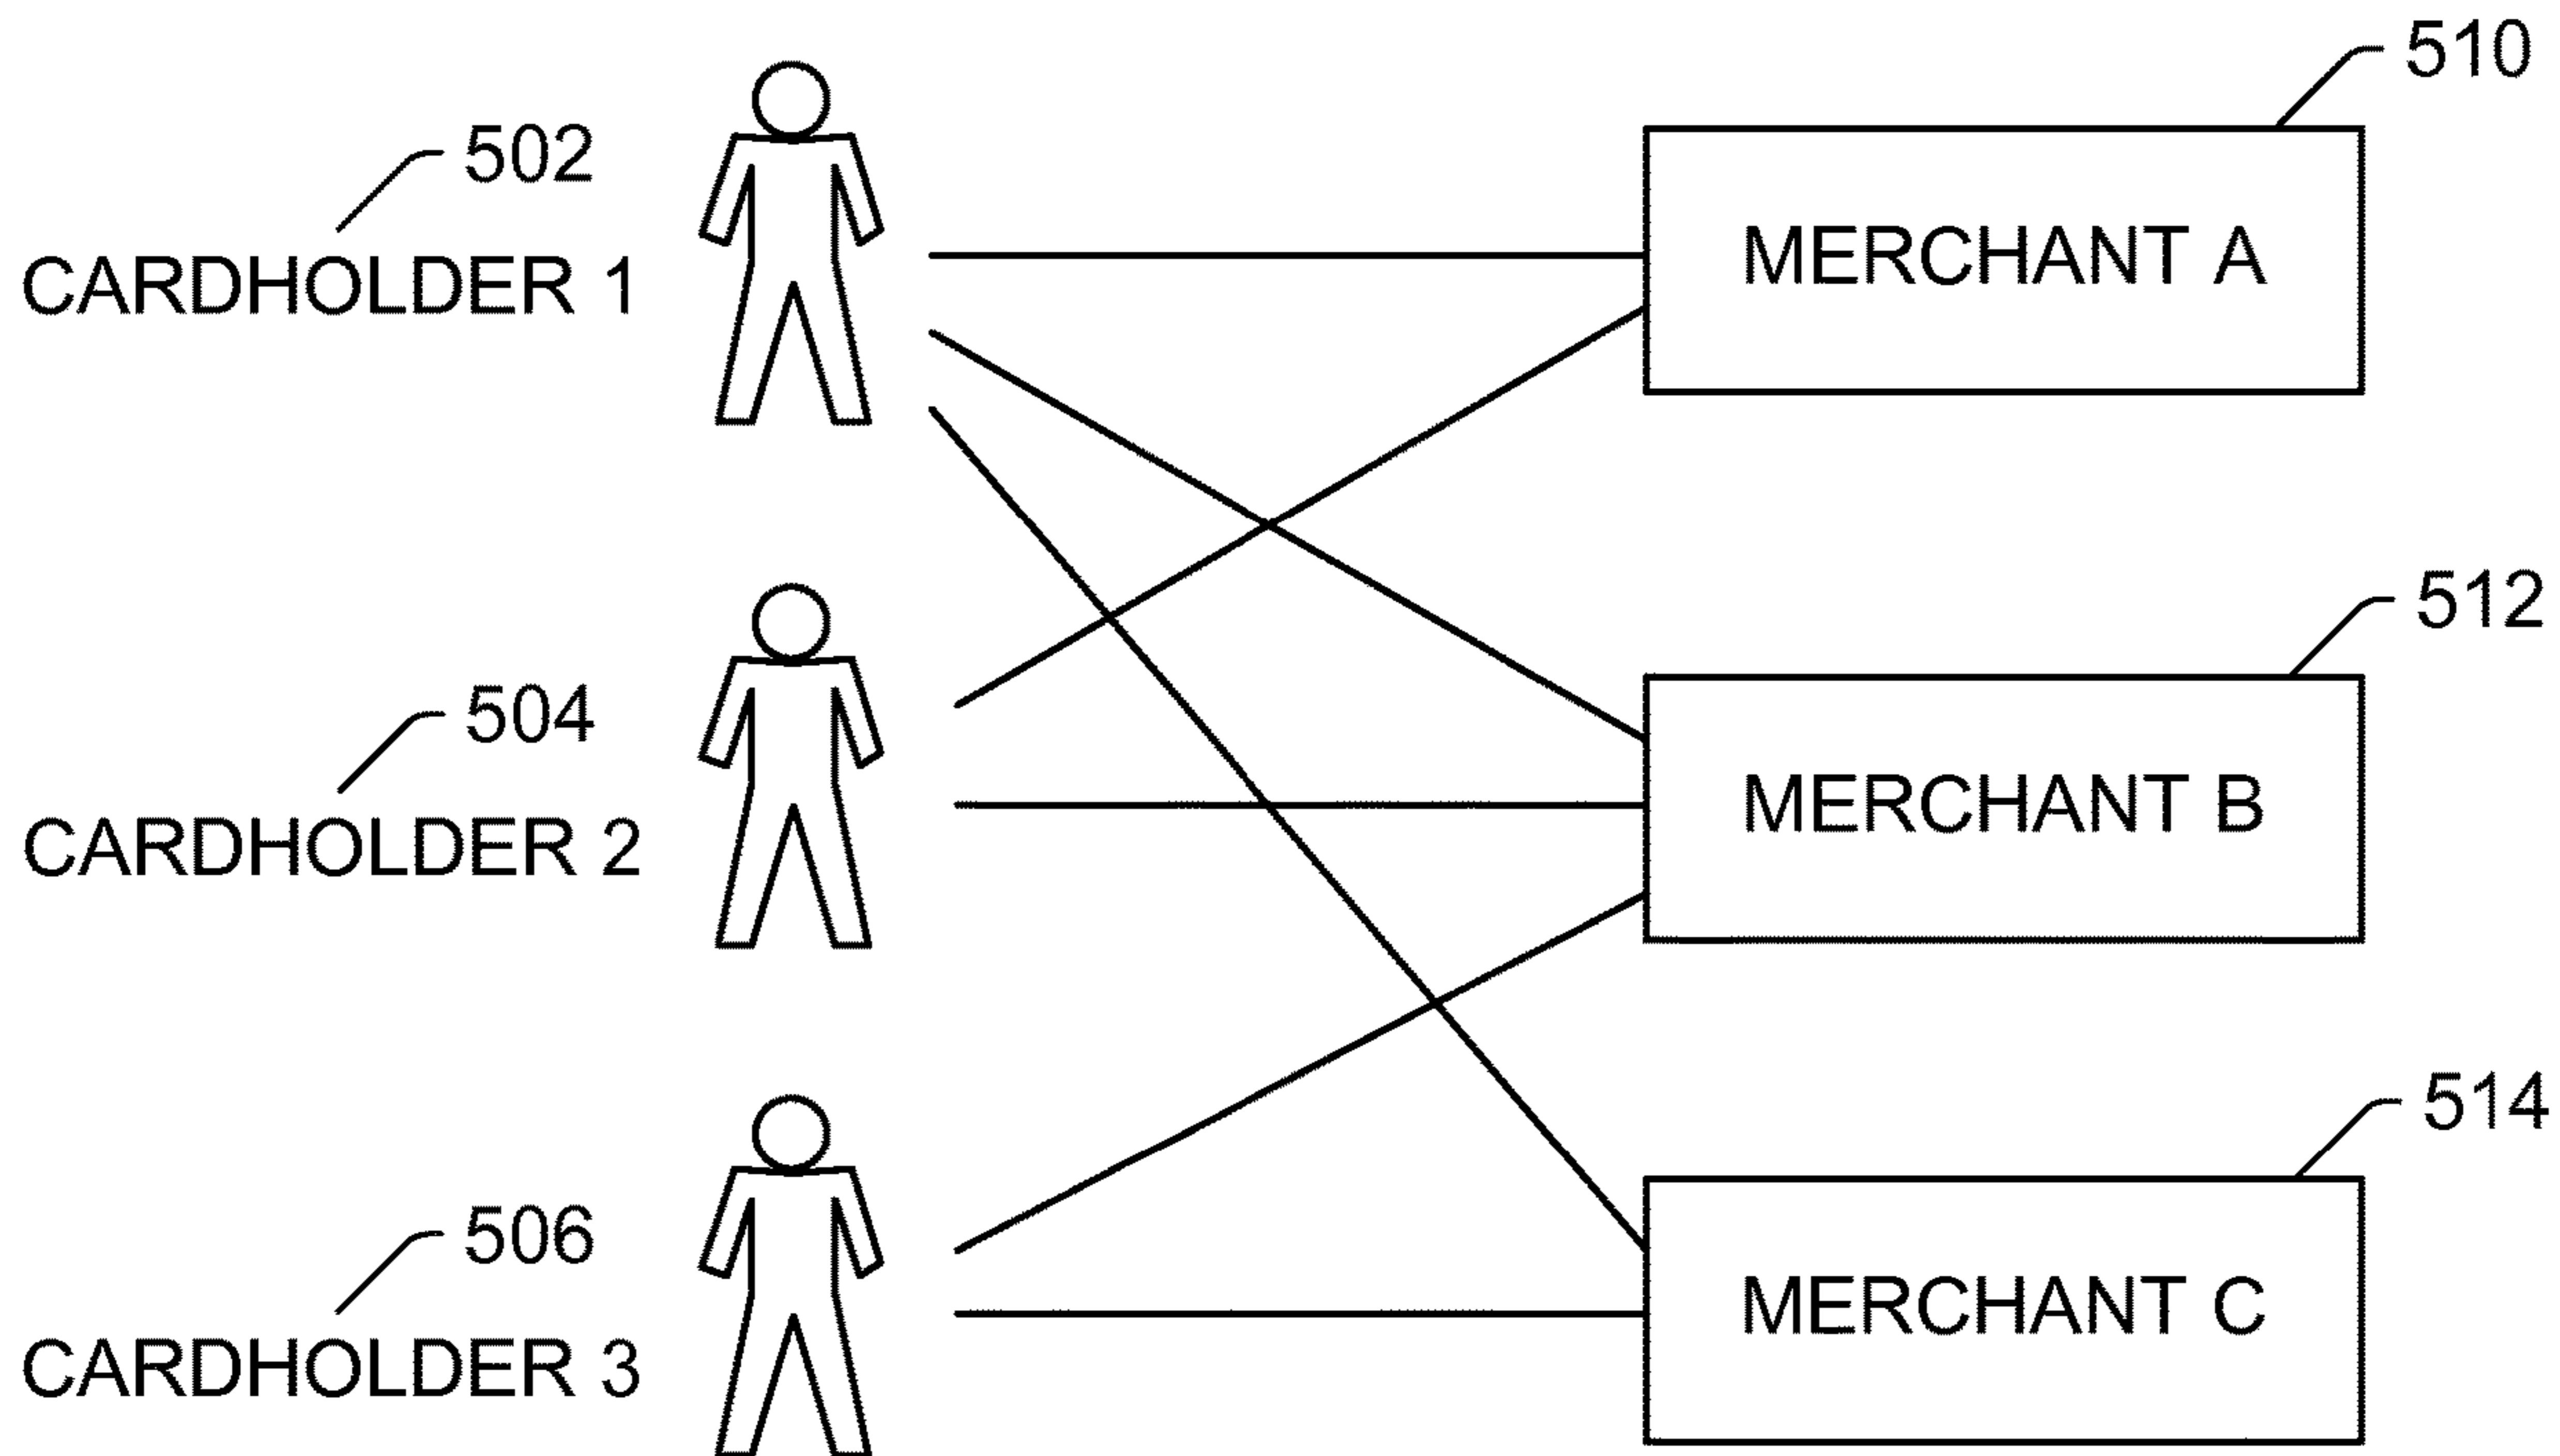 510
502
CARDHOLDER 1
MERCHANT A
512
504
CARDHOLDER 2
MERCHANT B
514
506
CARDHOLDER 3
MERCHANT C